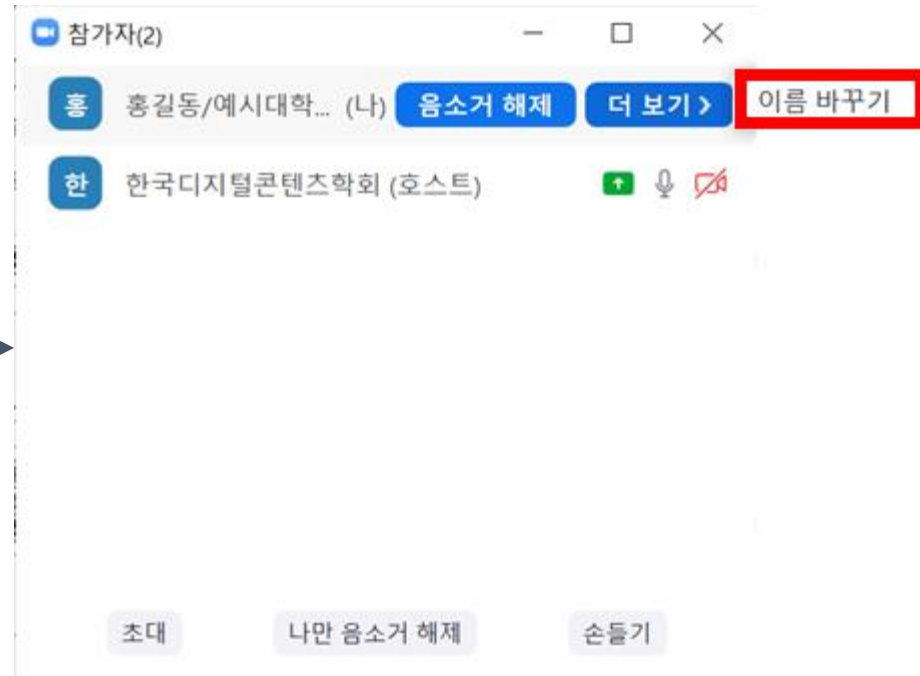 참가자(2)
홍 홍길동/예시대학... (나) 음소거 해제 더 보기 > 이름 바꾸기
한 한국디지털콘텐츠학회 (호스트)
초대 나만 음소거 해제 손들기